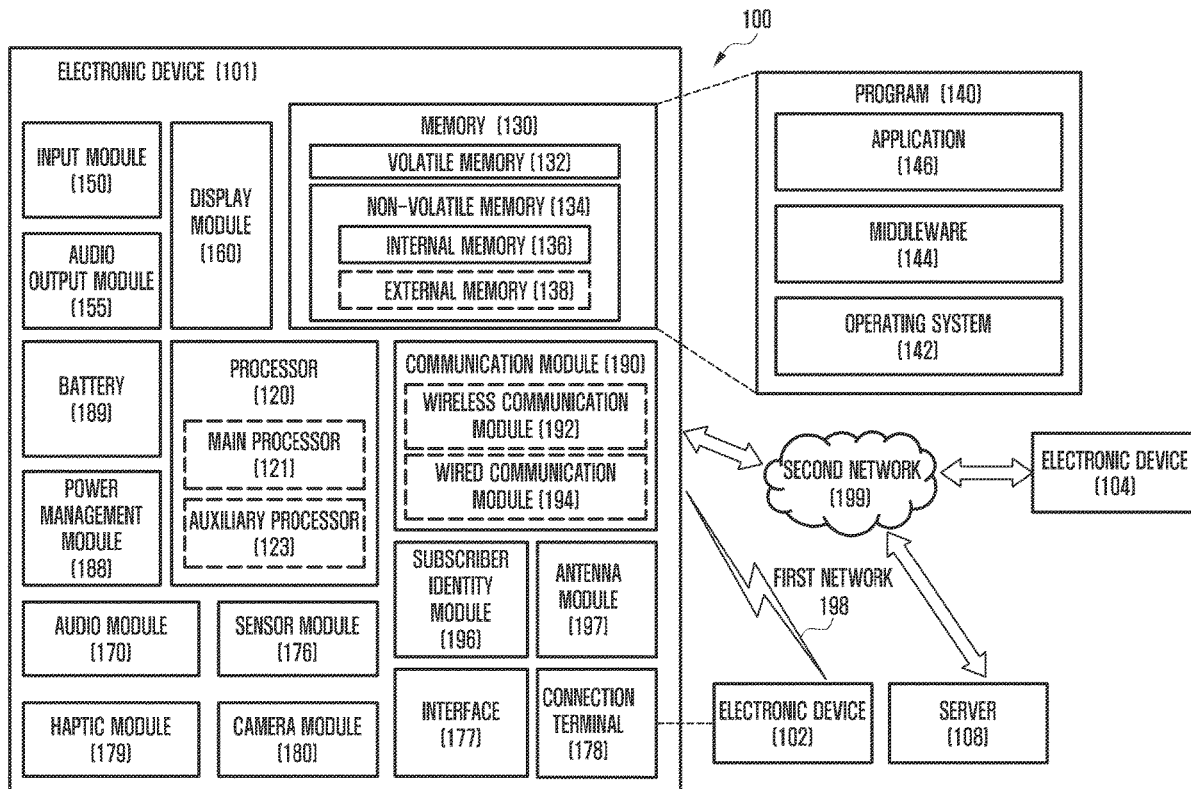 100
ELECTRONIC DEVICE (101)
INPUT MODULE
(150)
AUDIO
OUTPUT MODULE
(155)
DISPLAY
MODULE
(160)
MEMORY (130)
VOLATILE MEMORY (132)
NON-VOLATILE MEMORY (134)
INTERNAL MEMORY (136)
EXTERNAL MEMORY (138)
PROGRAM (140)
APPLICATION
(146)
MIDDLEWARE
(144)
OPERATING SYSTEM
(142)
BATTERY
(189)
POWER
MANAGEMENT
MODULE
(188)
PROCESSOR
(120)
MAIN PROCESSOR
(121)
AUXILIARY PROCESSOR
(123)
COMMUNICATION MODULE (190)
WIRELESS COMMUNICATION
MODULE (192)
WIRED COMMUNICATION
MODULE (194)
SECOND NETWORK
(199)
ELECTRONIC DEVICE
(104)
SUBSCRIBER
IDENTITY
MODULE
(196)
ANTENNA
MODULE
(197)
FIRST NETWORK
198
AUDIO MODULE
(170)
SENSOR MODULE
(176)
HAPTIC MODULE
(179)
CAMERA MODULE
(180)
INTERFACE
(177)
CONNECTION
TERMINAL
(178)
ELECTRONIC DEVICE
(102)
SERVER
(108)